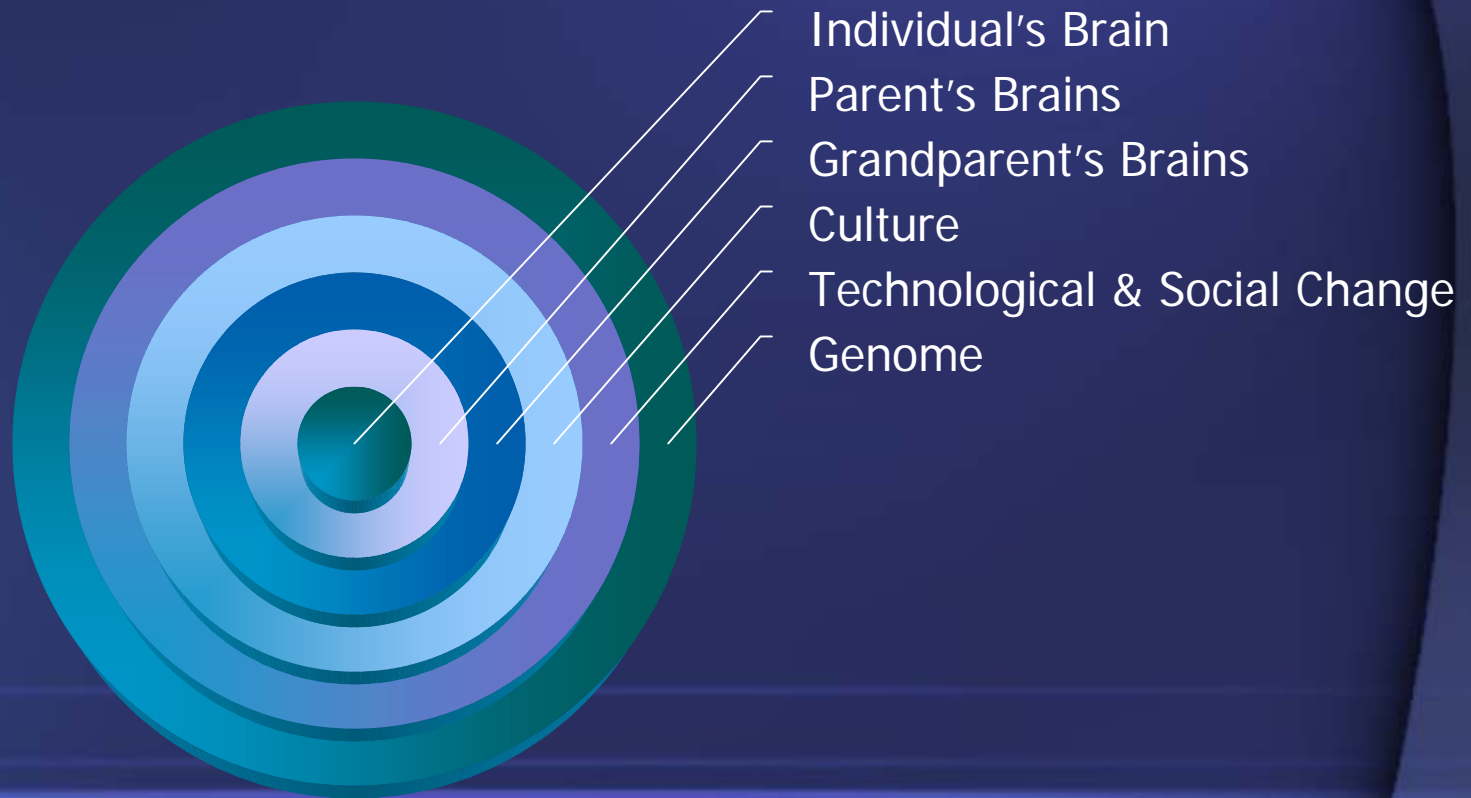 Individual's Brain
Parent's Brains
Grandparent's Brains
Culture
Technological & Social Change
Genome